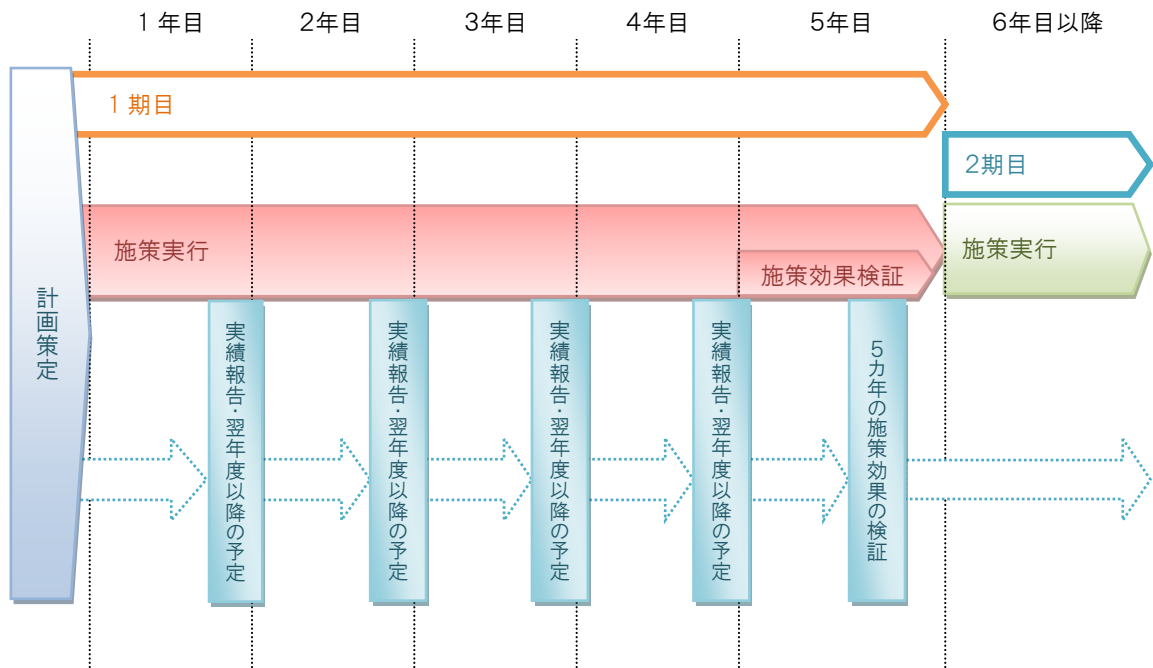 1年目
2年目
3年目
4年目
5年目
6年目以降
1期目
2期目
施策実行
施策効果検証
施策実行
計画策定
実績報告・翌年度以降の予定
実績報告・翌年度以降の予定
実績報告・翌年度以降の予定
実績報告・翌年度以降の予定
5カ年の施策効果の検証